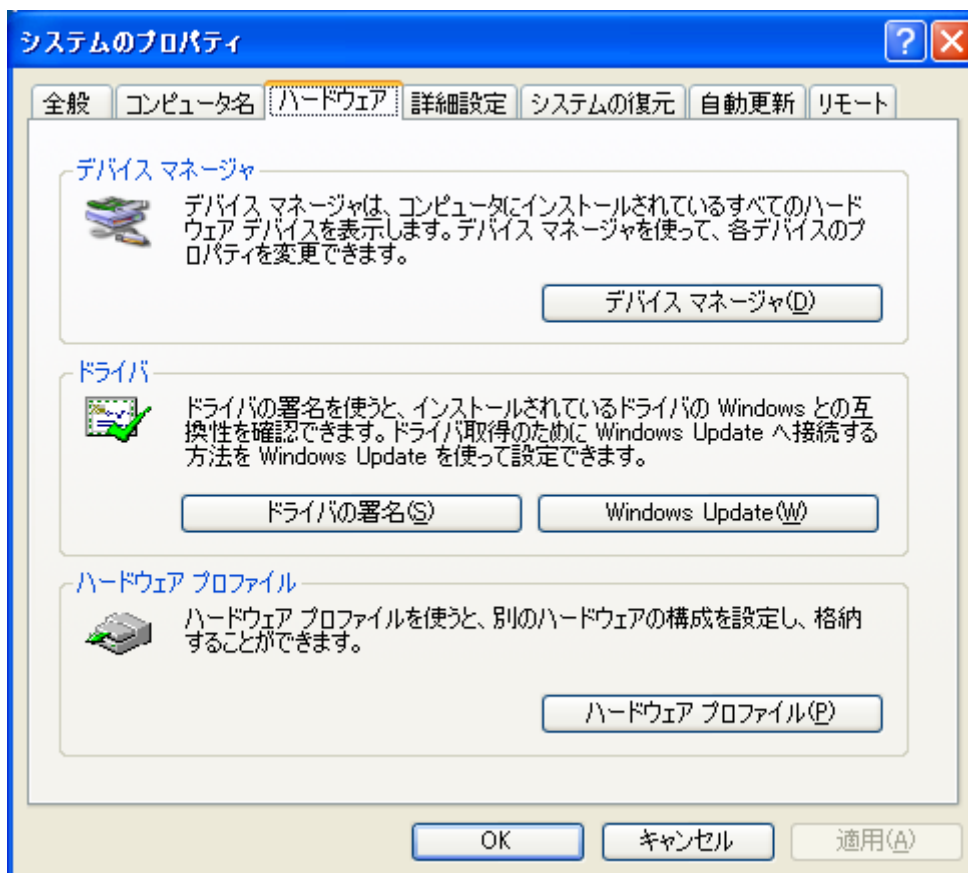 システムのプロパティ
全般 コンピュータ名 ハードウェア 詳細設定 システムの復元 自動更新 リモート
デバイス マネージャ
デバイス マネージャは、コンピュータにインストールされているすべてのハード
ウェア デバイスを表示します。デバイス マネージャを使って、各デバイスのプ
ロパティを変更できます。
デバイス マネージャ(D)
ドライバ
ドライバの署名を使うと、インストールされているドライバの Windows との互
換性を確認できます。ドライバ取得のために Windows Update へ接続する
方法を Windows Update を使って設定できます。
ドライバの署名(S) Windows Update(W)
ハードウェア プロファイル
ハードウェア プロファイルを使うと、別のハードウェアの構成を設定し、格納
することができます。
ハードウェア プロファイル(P)
OK キャンセル 適用(A)